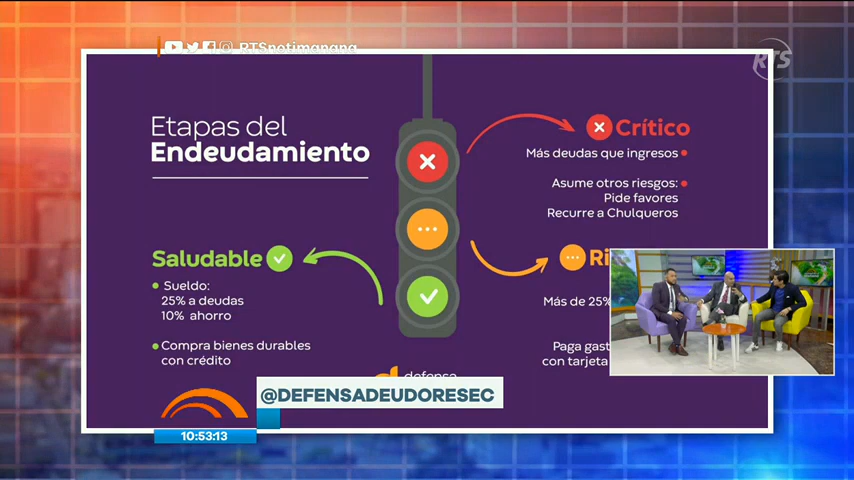 RTSnotimanana
RTS
Etapas del
Endeudamiento
Crítico
Más deudas que ingresos
Asume otros riesgos:
Pide favores
Recurre a Chulqueros
Saludable
Sueldo:
25% a deudas
10% ahorro
Compra bienes durables
con crédito
Más de 25%
Paga
con tarjeta
defensa
@DEFENSADEUDORESEC
10:53:13